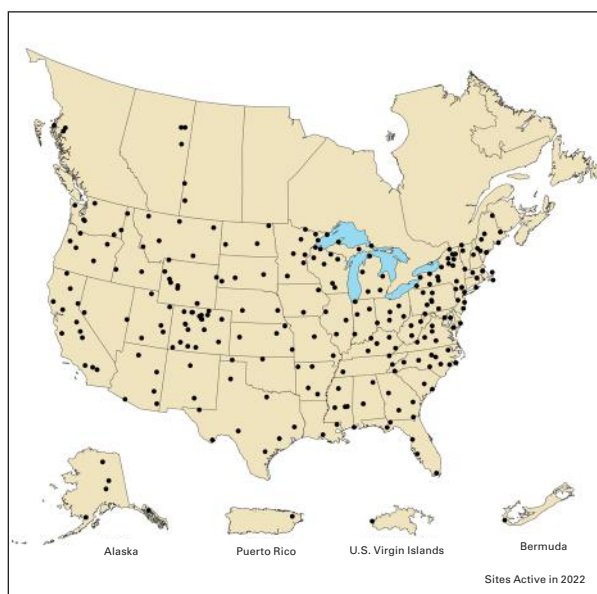 Alaska
Puerto Rico
U.S. Virgin Islands
Bermuda
Sites Active in 2022